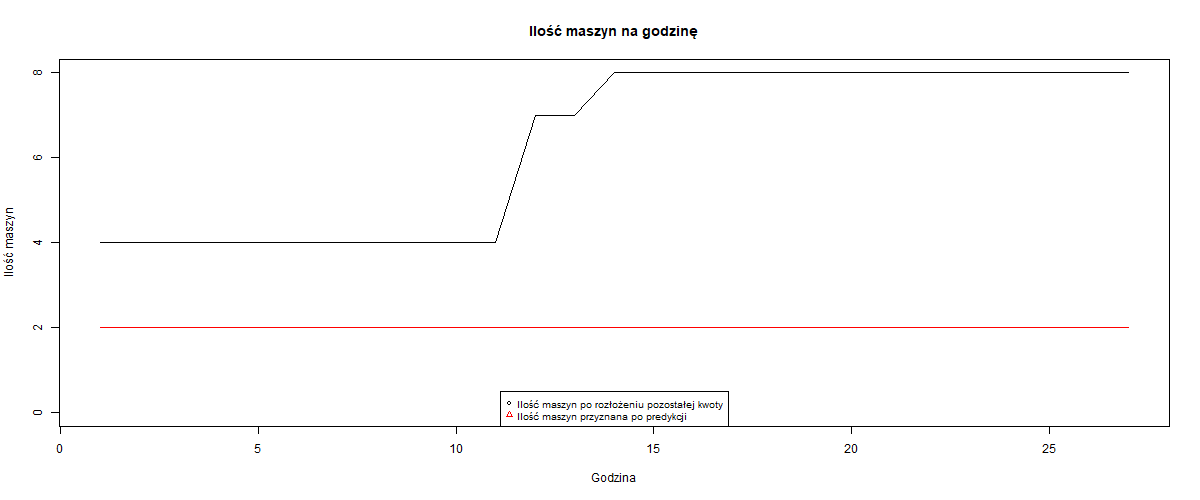 Ilość maszyn na godzinę
Ilość maszyn
8
6
4
2
0
Ilość maszyn po rozłożeniu pozostałej kwoty
Ilość maszyn przyznana po predykcji
0 5 10 15 20 25
Godzina